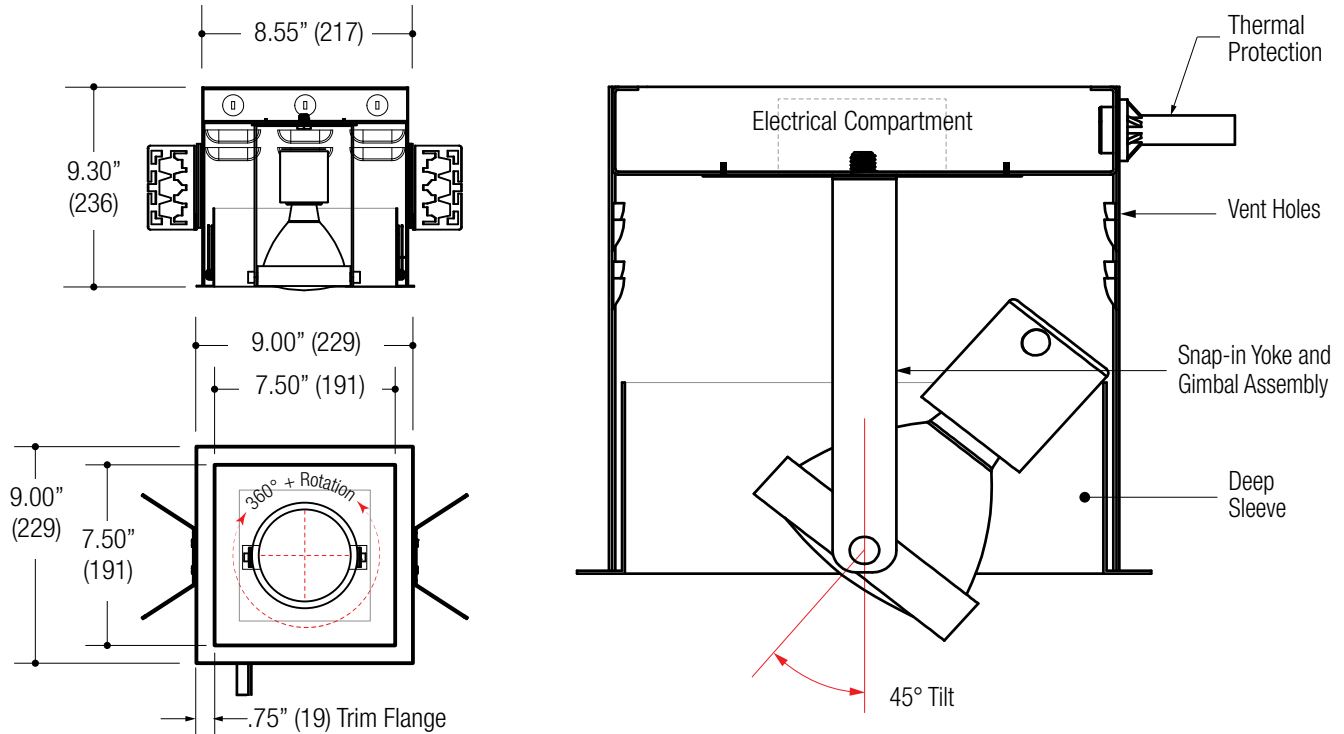 8.55” (217)
9.30”
(236)
9.00” (229)
7.50” (191)
9.00”
(229)
7.50”
(191)
360° + Rotation
.75” (19) Trim Flange
Thermal
Protection
Electrical Compartment
Vent Holes
Snap-in Yoke and
Gimbal Assembly
Deep
Sleeve
45° Tilt